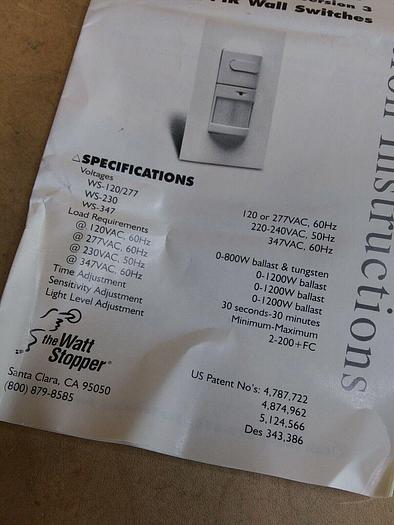 Version 3
PIR Wall Switches
ion Instructions
△SPECIFICATIONS
Voltages
WS-120/277 120 or 277VAC, 60Hz
WS-230 220-240VAC, 50Hz
WS-347 347VAC, 60Hz
Load Requirements
@ 120VAC, 60Hz 0-800W ballast & tungsten
@ 277VAC, 60Hz 0-1200W ballast
@ 230VAC, 50Hz 0-1200W ballast
@ 347VAC, 60Hz 0-1200W ballast
Time Adjustment 30 seconds-30 minutes
Sensitivity Adjustment Minimum-Maximum
Light Level Adjustment 2-200+FC
the Watt
Stopper®
Santa Clara, CA 95050
(800) 879-8585
US Patent No's: 4,787,722
4,874,962
5,124,566
Des 343,386